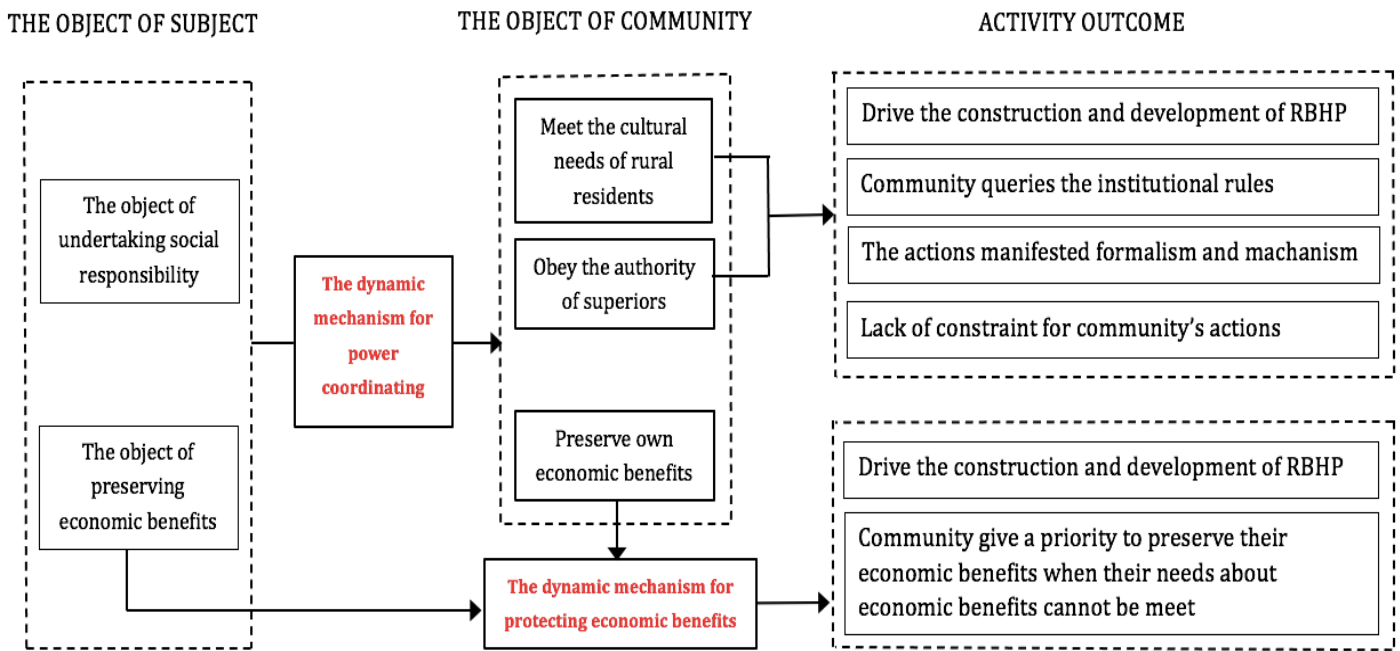 THE OBJECT OF SUBJECT
THE OBJECT OF COMMUNITY
ACTIVITY OUTCOME
The object of
undertaking social
responsibility
The object of
preserving
economic benefits
The dynamic
mechanism for
power
coordinating
Meet the cultural
needs of rural
residents
Obey the authority
of superiors
Preserve own
economic benefits
The dynamic mechanism for
protecting economic benefits
Drive the construction and development of RBHP
Community queries the institutional rules
The actions manifested formalism and machanism
Lack of constraint for community’s actions
Drive the construction and development of RBHP
Community give a priority to preserve their
economic benefits when their needs about
economic benefits cannot be meet